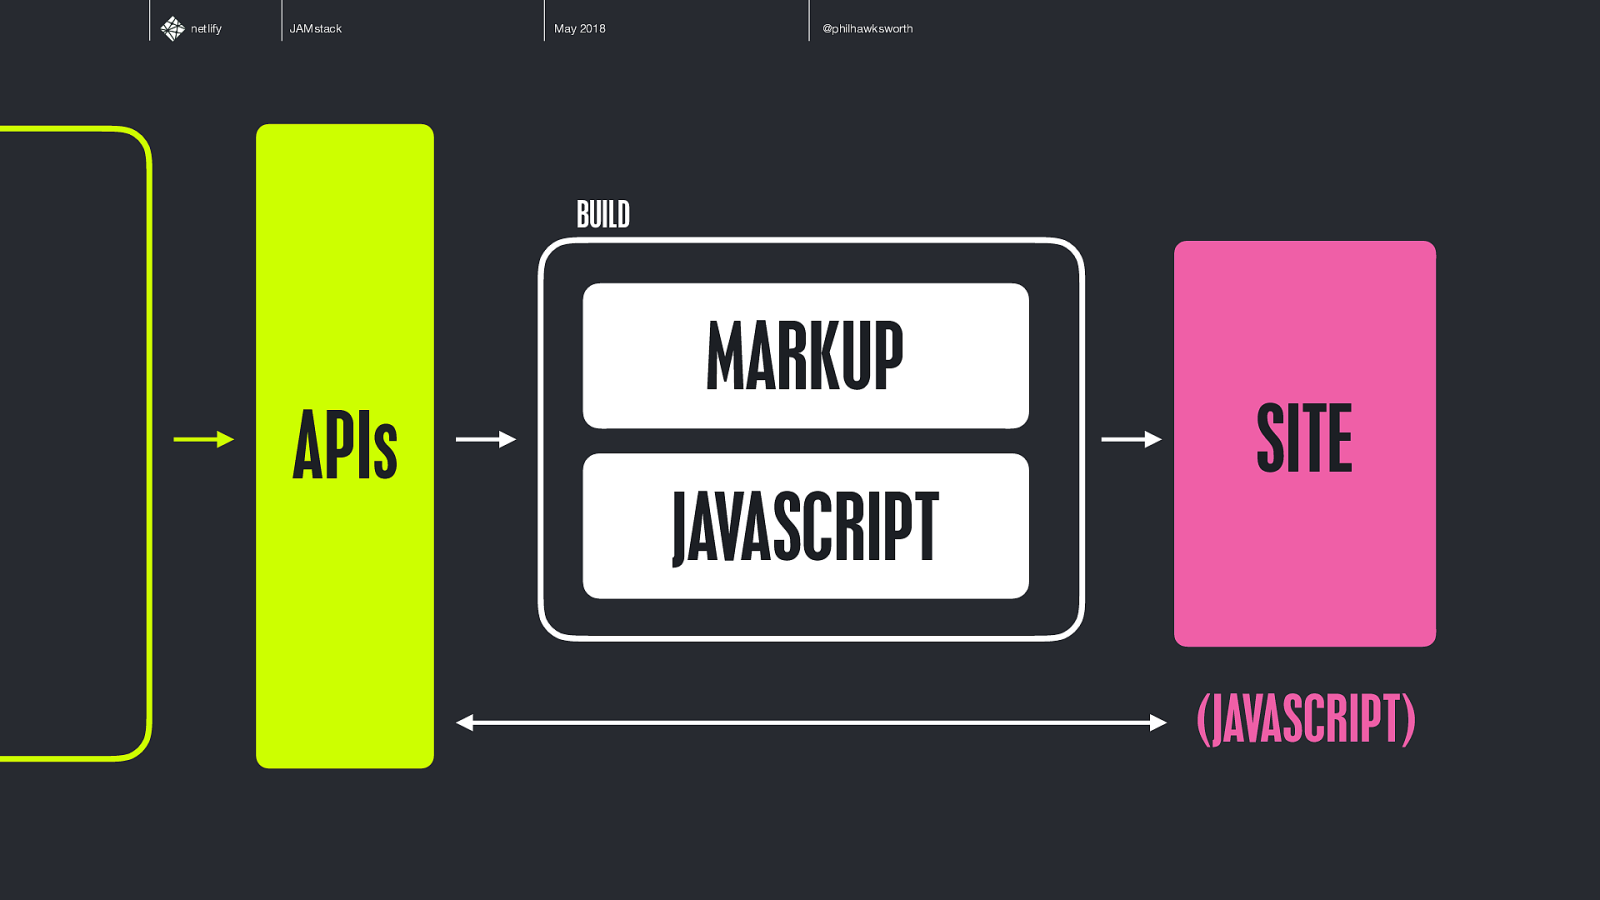 netlify
JAMstack
May 2018
@philhawksworth
BUILD
MARKUP
APIs
SITE
JAVASCRIPT
(JAVASCRIPT)